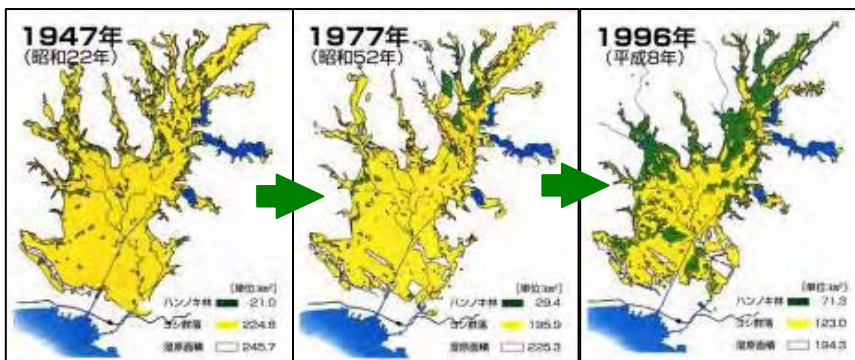 1947年
(昭和22年)
[単位:km²]
ハンノキ林 21.0
ヨシ群落 224.8
湿原面積 245.7
1977年
(昭和52年)
[単位:km²]
ハンノキ林 29.4
ヨシ群落 195.9
湿原面積 225.3
1996年
(平成8年)
[単位:km²]
ハンノキ林 71.3
ヨシ群落 123.0
湿原面積 194.3